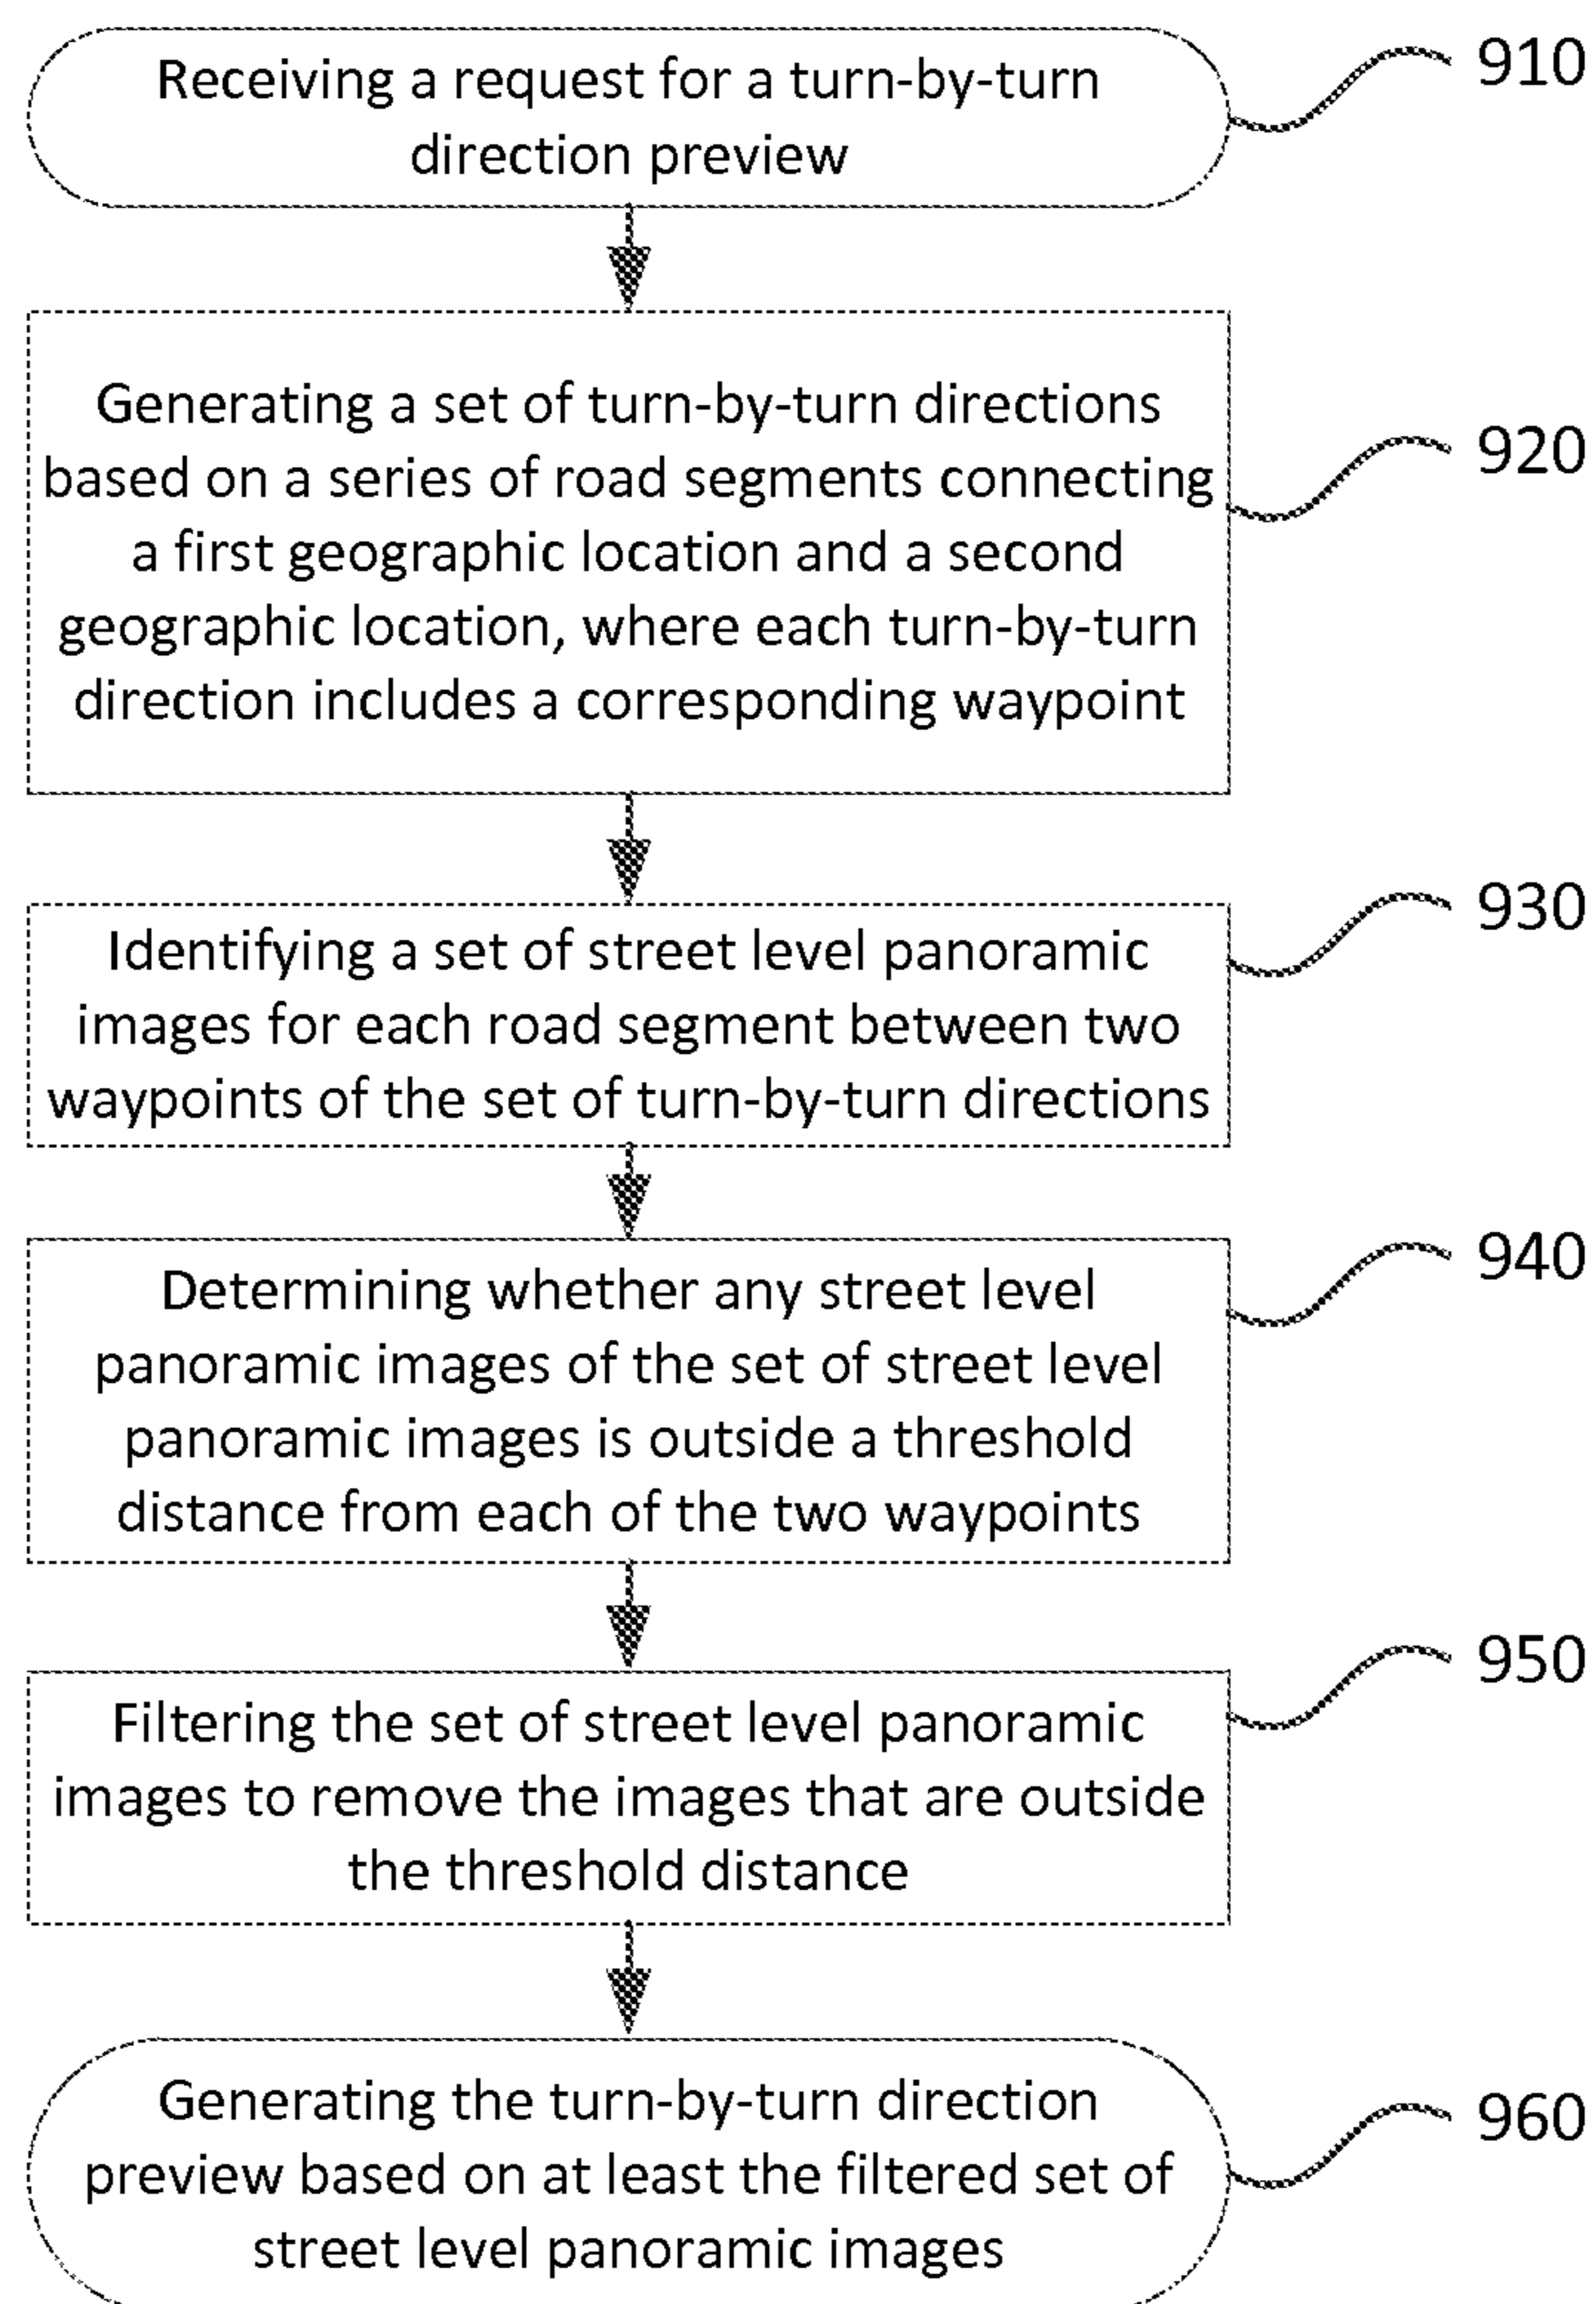 Receiving a request for a turn-by-turn
direction preview
910
Generating a set of turn-by-turn directions
based on a series of road segments connecting
a first geographic location and a second
geographic location, where each turn-by-turn
direction includes a corresponding waypoint
920
Identifying a set of street level panoramic
images for each road segment between two
waypoints of the set of turn-by-turn directions
930
Determining whether any street level
panoramic images of the set of street level
panoramic images is outside a threshold
distance from each of the two waypoints
940
Filtering the set of street level panoramic
images to remove the images that are outside
the threshold distance
950
Generating the turn-by-turn direction
preview based on at least the filtered set of
street level panoramic images
960